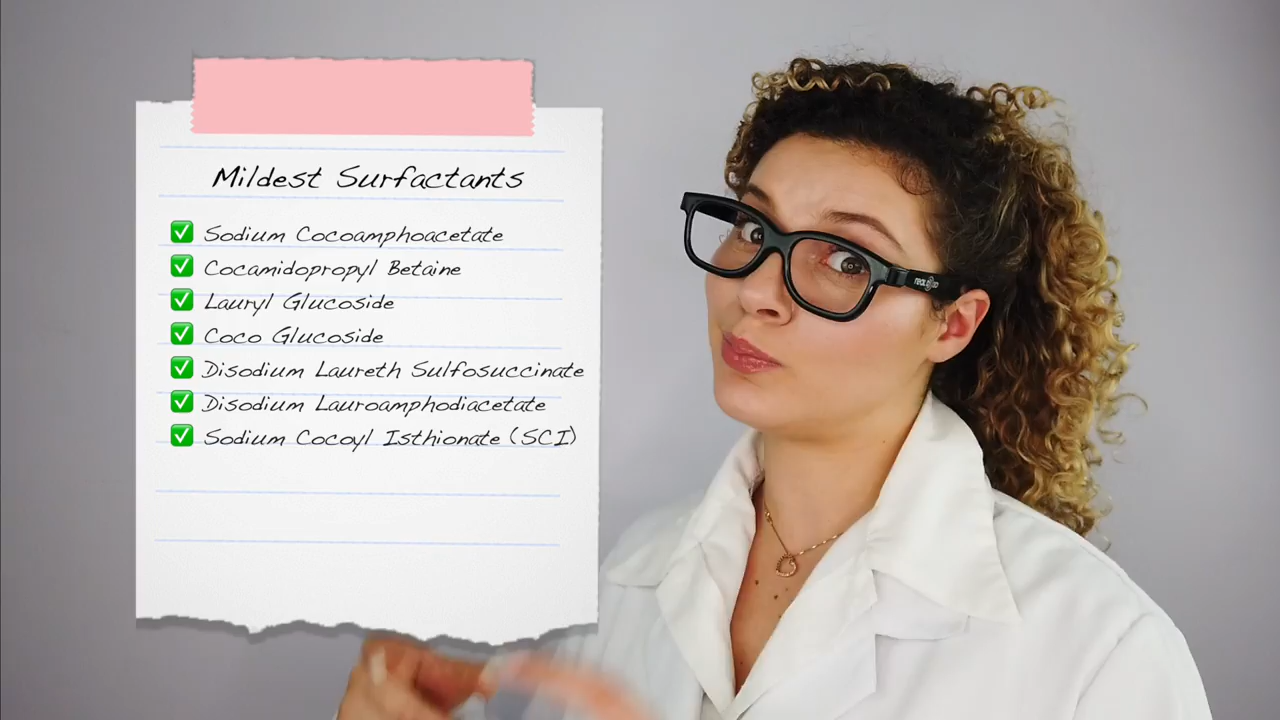 Mildest Surfactants
✅ Sodium Cocoamphoacetate
✅ Cocamidopropyl Betaine
✅ Lauryl Glucoside
✅ Coco Glucoside
✅ Disodium Laureth Sulfosuccinate
✅ Disodium Lauroamphodiacetate
✅ Sodium Cocoyl Isthionate (SCI)